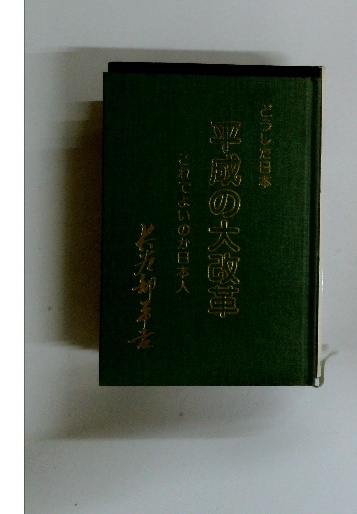 どうした日本
平成の大改革
これでよいのか日本人